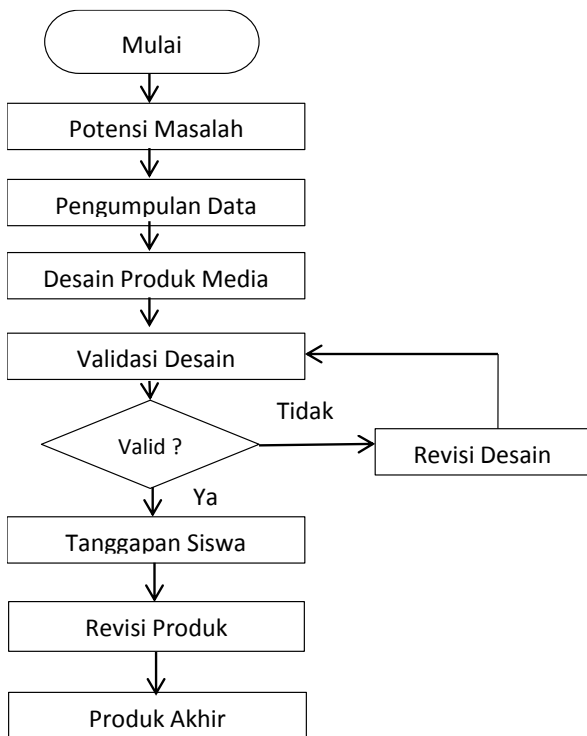 Mulai
Potensi Masalah
Pengumpulan Data
Desain Produk Media
Validasi Desain
Tidak
Valid ?
Revisi Desain
Ya
Tanggapan Siswa
Revisi Produk
Produk Akhir